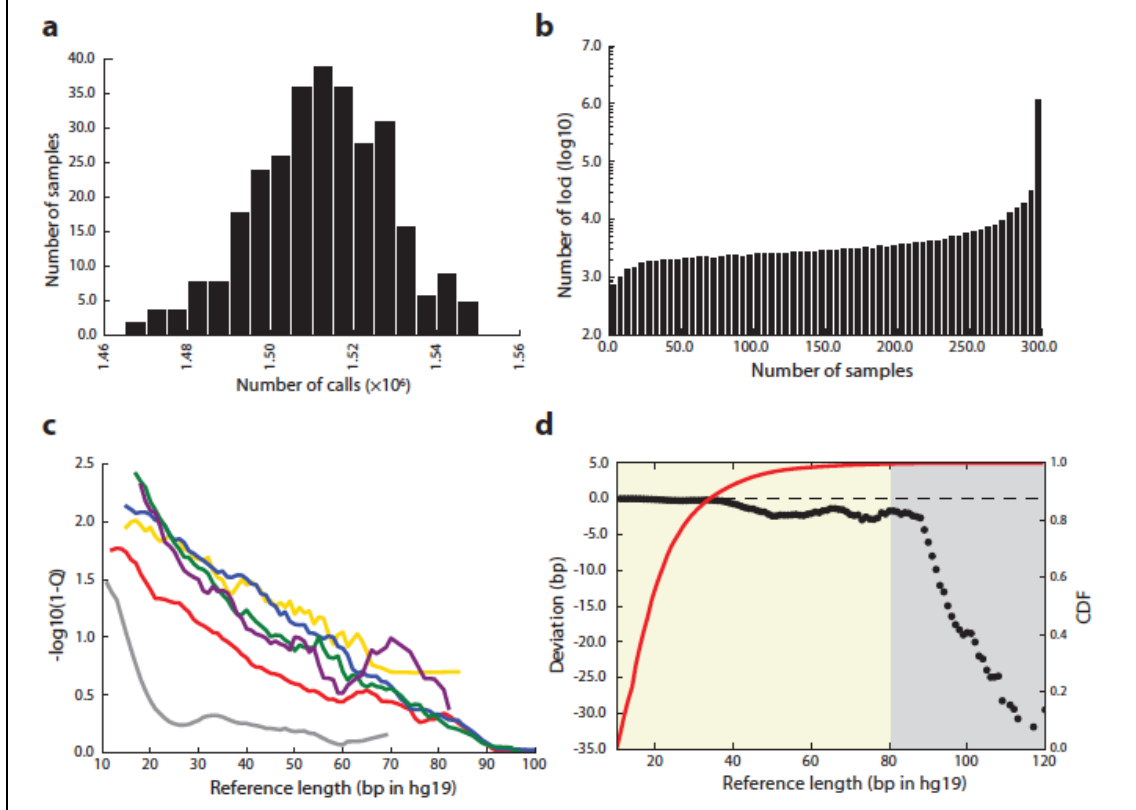 a
40.0
35.0
30.0
25.0
20.0
15.0
10.0
5.0
0.0
Number of samples
1.46
1.48
1.50
1.52
1.54
1.56
Number of calls (×10⁶)
b
7.0
6.0
5.0
4.0
3.0
2.0
Number of loci (log10)
0.0 50.0 100.0 150.0 200.0 250.0 300.0
Number of samples
c
2.5
2.0
1.5
1.0
0.5
0.0
-log10(1-Q)
10 20 30 40 50 60 70 80 90 100
Reference length (bp in hg19)
d
5.0
0.0
-5.0
-10.0
-15.0
-20.0
-25.0
-30.0
-35.0
Deviation (bp)
1.0
0.8
0.6
0.4
0.2
0.0
CDF
20 40 60 80 100 120
Reference length (bp in hg19)